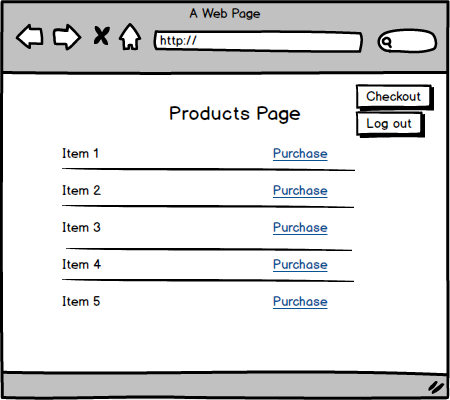 A Web Page
http://
Checkout
Products Page
Log out
Item 1 Purchase
Item 2 Purchase
Item 3 Purchase
Item 4 Purchase
Item 5 Purchase